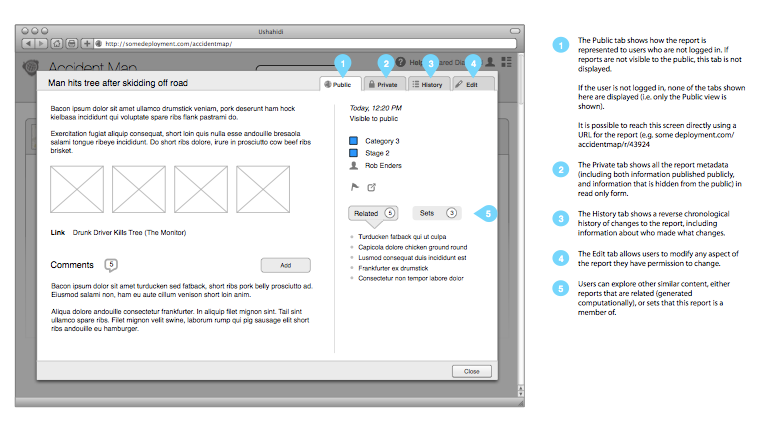 Ushahidi
http://somedeployment.com/accidentmap/
Accident Map
Help
ared Da
Man hits tree after skidding off road
1
2
3
4
Public
Private
History
Edit
Bacon ipsum dolor sit amet ullamco drumstick veniam, pork deserunt ham hock
kielbasa incididunt qui voluptate spare ribs flank pastrami do.
Exercitation fugiat aliquip consequat, short loin quis nulla esse andouille bresaola
salami tongue ribeye incididunt. Do short ribs dolore, irure in prosciutto cow beef ribs
brisket.
Link Drunk Driver Kills Tree (The Monitor)
Comments 5
Add
Bacon ipsum dolor sit amet turducken sed fatback, short ribs pork belly prosciutto ad.
Eiusmod salami non, ham eu aute cillum venison short loin anim.
Aliqua dolore andouille consectetur frankfurter. In aliquip filet mignon sint. Tail sint
ullamco spare ribs. Filet mignon velit swine, laborum rump qui pig sausage elit short
ribs andouille eu hamburger.
Today, 12:20 PM
Visible to public
Category 3
Stage 2
Rob Enders
Related 5
Sets 3
5
Turducken fatback qui ut culpa
Capicola dolore chicken ground round
Lusmod consequat duis incididunt est
Frankfurter ex drumstick
Consectetur non tempor labore dolor
Close
1
The Public tab shows how the report is
represented to users who are not logged in. If
reports are not visible to the public, this tab is not
displayed.
If the user is not logged in, none of the tabs shown
here are displayed (i.e. only the Public view is
shown).
It is possible to reach this screen directly using a
URL for the report (e.g. some deployment.com/
accidentmap/r/43924
2
The Private tab shows all the report metadata
(including both information published publicly,
and information that is hidden from the public) in
read only form.
3
The History tab shows a reverse chronological
history of changes to the report, including
information about who made what changes.
4
The Edit tab allows users to modify any aspect of
the report they have permission to change.
5
Users can explore other similar content, either
reports that are related (generated
computationally), or sets that this report is a
member of.